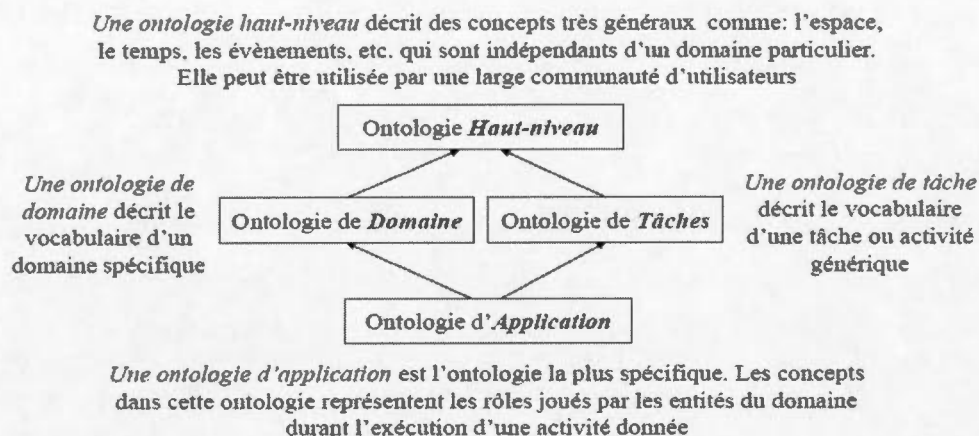 Une ontologie haut-niveau décrit des concepts très généraux comme: l'espace,
le temps, les évènements, etc. qui sont indépendants d'un domaine particulier.
Elle peut être utilisée par une large communauté d'utilisateurs
Ontologie Haut-niveau
Une ontologie de
domaine décrit le
vocabulaire d'un
domaine spécifique
Ontologie de Domaine
Ontologie de Tâches
Une ontologie de tâche
décrit le vocabulaire
d'une tâche ou activité
générique
Ontologie d'Application
Une ontologie d'application est l'ontologie la plus spécifique. Les concepts
dans cette ontologie représentent les rôles joués par les entités du domaine
durant l'exécution d'une activité donnée